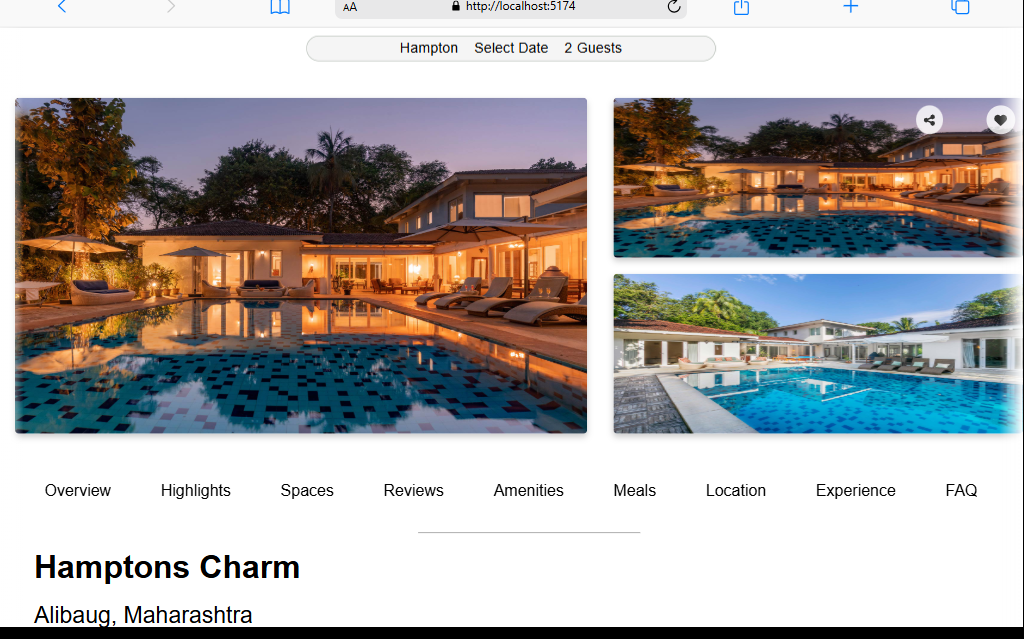 AA http://localhost:5174
Hampton Select Date 2 Guests
Overview Highlights Spaces Reviews Amenities Meals Location Experience FAQ
Hamptons Charm
Alibaug, Maharashtra